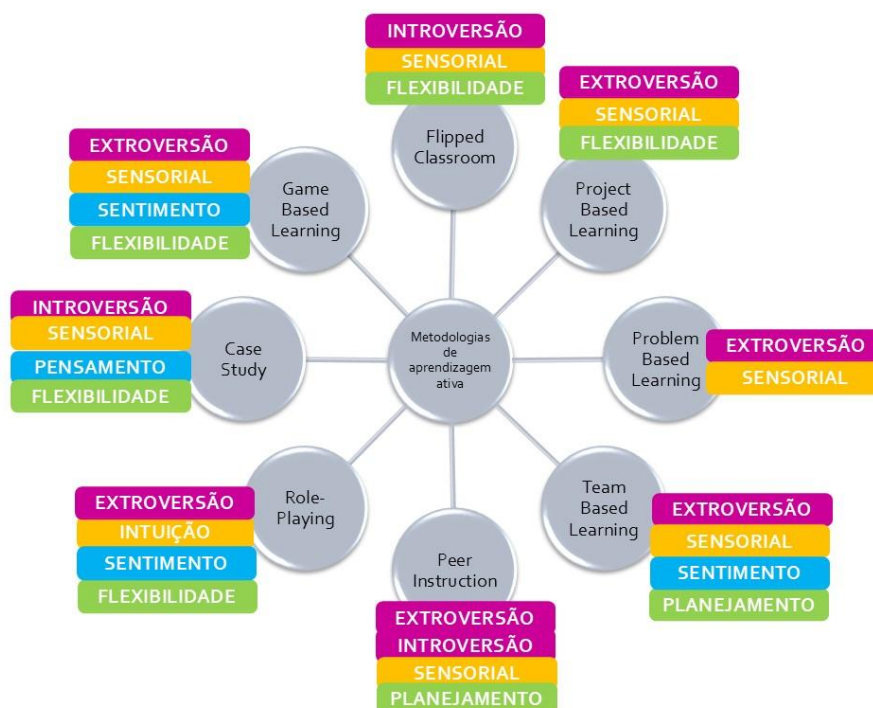 INTROVERSÃO
SENSORIAL
FLEXIBILIDADE
Flipped
Classroom
EXTROVERSÃO
SENSORIAL
FLEXIBILIDADE
Project
Based
Learning
EXTROVERSÃO
SENSORIAL
SENTIMENTO
FLEXIBILIDADE
Game
Based
Learning
INTROVERSÃO
SENSORIAL
PENSAMENTO
FLEXIBILIDADE
Case
Study
Metodologias
de
aprendizagem
ativa
Problem
Based
Learning
EXTROVERSÃO
SENSORIAL
EXTROVERSÃO
INTUIÇÃO
SENTIMENTO
FLEXIBILIDADE
Role-
Playing
Peer
Instruction
EXTROVERSÃO
INTROVERSÃO
SENSORIAL
PLANEJAMENTO
Team
Based
Learning
EXTROVERSÃO
SENSORIAL
SENTIMENTO
PLANEJAMENTO